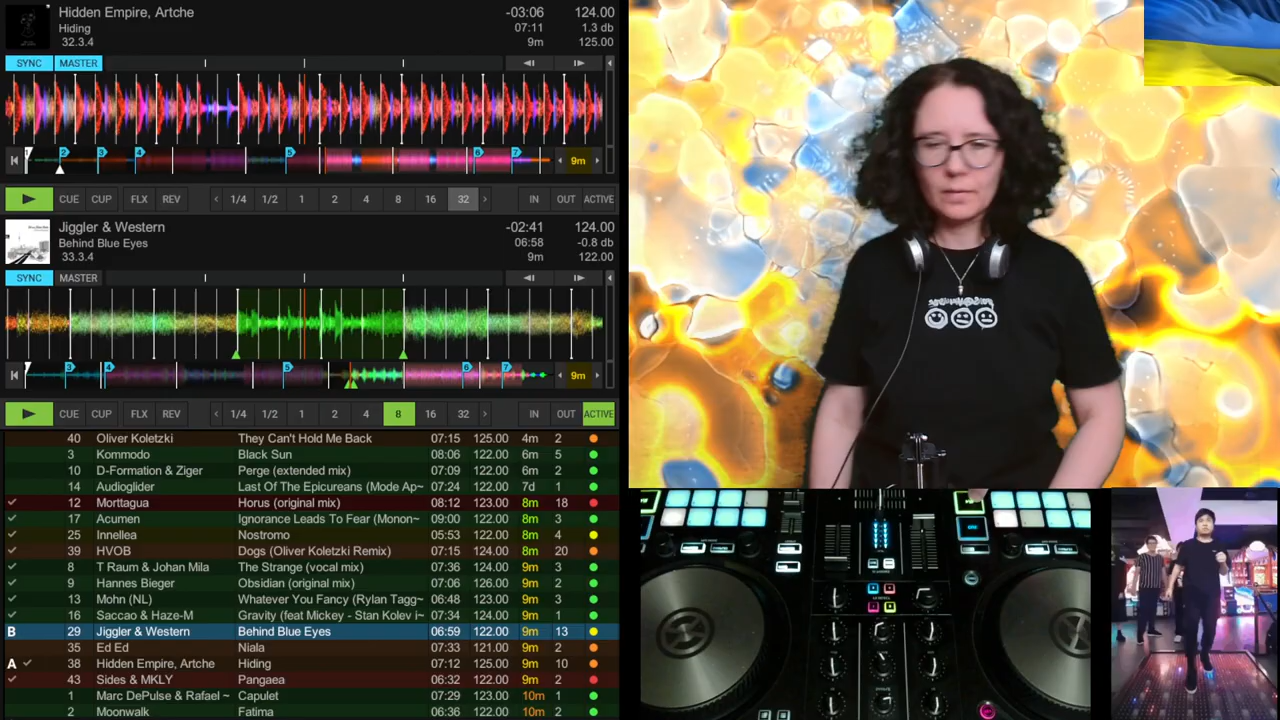 Hidden Empire, Artche -03:06 124.00
Hiding 07:11 1.3 db
32.3.4 9m 125.00
SYNC MASTER
2 3 4 5 6 7 9m
CUE CUP FLX REV < 1/4 1/2 1 2 4 8 16 32 > IN OUT ACTIVE
Jiggler & Western -02:41 124.00
Behind Blue Eyes 06:58 -0.8 db
33.3.4 9m 122.00
SYNC MASTER
3 4 5 6 7 9m
CUE CUP FLX REV < 1/4 1/2 1 2 4 8 16 32 > IN OUT ACTIVE
40 Oliver Koletzki They Can't Hold Me Back 07:15 125.00 4m 2
3 Kommodo Black Sun 08:06 122.00 6m 5
10 D-Formation & Ziger Perge (extended mix) 07:09 122.00 6m 2
14 Audioglider Last Of The Epicureans (Mode Ap~ 07:24 122.00 7d 1
12 Morttagua Horus (original mix) 08:12 123.00 8m 18
17 Acumen Ignorance Leads To Fear (Monon~ 09:00 122.00 8m 3
25 Innellea Nostromo 05:53 122.00 8m 4
39 HVOB Dogs (Oliver Koletzki Remix) 07:15 124.00 8m 20
8 T Raum & Johan Mila The Strange (vocal mix) 07:36 124.00 9m 3
9 Hannes Bieger Obsidian (original mix) 07:06 126.00 9m 2
13 Mohn (NL) Whatever You Fancy (Rylan Tagg~ 06:48 123.00 9m 3
16 Saccao & Haze-M Gravity (feat Mickey - Stan Kolev i~ 07:34 124.00 9m 1
B 29 Jiggler & Western Behind Blue Eyes 06:59 122.00 9m 13
35 Ed Ed Niala 07:33 121.00 9m 2
A 38 Hidden Empire, Artche Hiding 07:12 125.00 9m 10
43 Sides & MKLY Pangaea 06:32 122.00 9m 2
1 Marc DePulse & Rafael ~ Capulet 07:29 123.00 10m 1
2 Moonwalk Fatima 06:36 122.00 10m 2